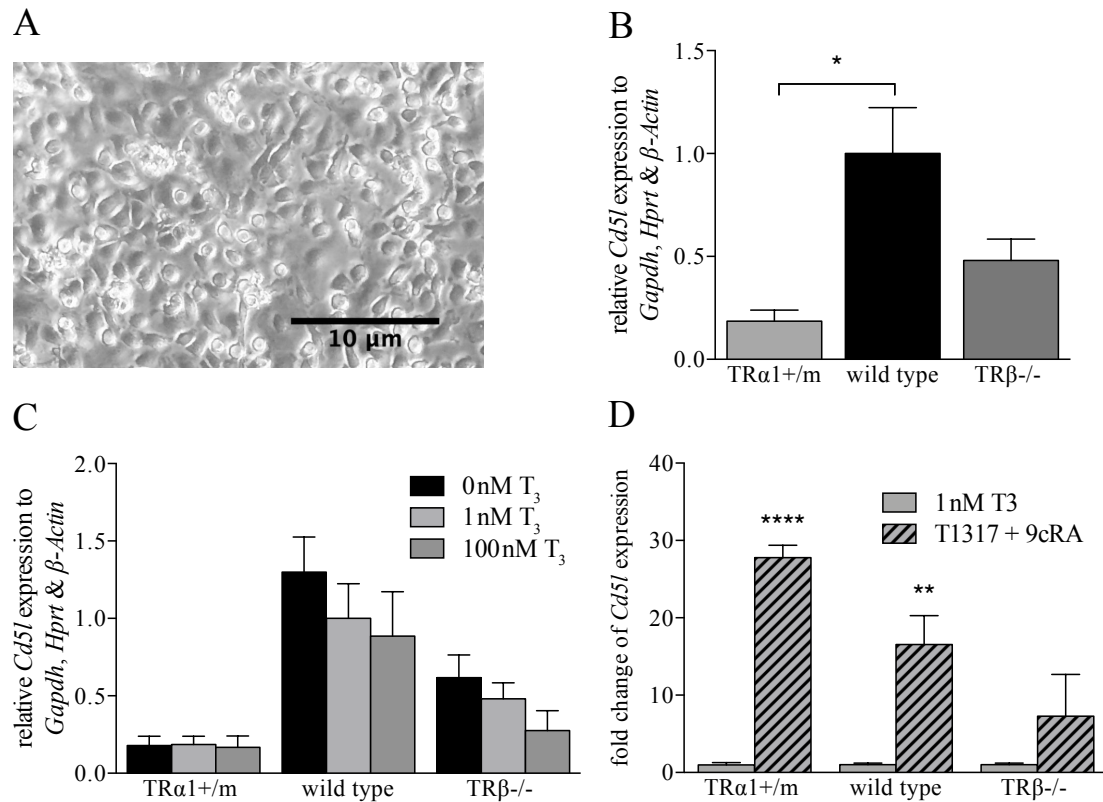 A
10 µm
B
relative Cd5l expression to
Gapdh, Hprt & β-Actin
1.5
1.0
0.5
0.0
*
TRα1+/m wild type TRβ-/-
C
relative Cd5l expression to
Gapdh, Hprt & β-Actin
2.0
1.5
1.0
0.5
0.0
0nM T3
1nM T3
100nM T3
TRα1+/m wild type TRβ-/-
D
fold change of Cd5l expression
40
30
20
10
0
1nM T3
T1317 + 9cRA
****
**
TRα1+/m wild type TRβ-/-